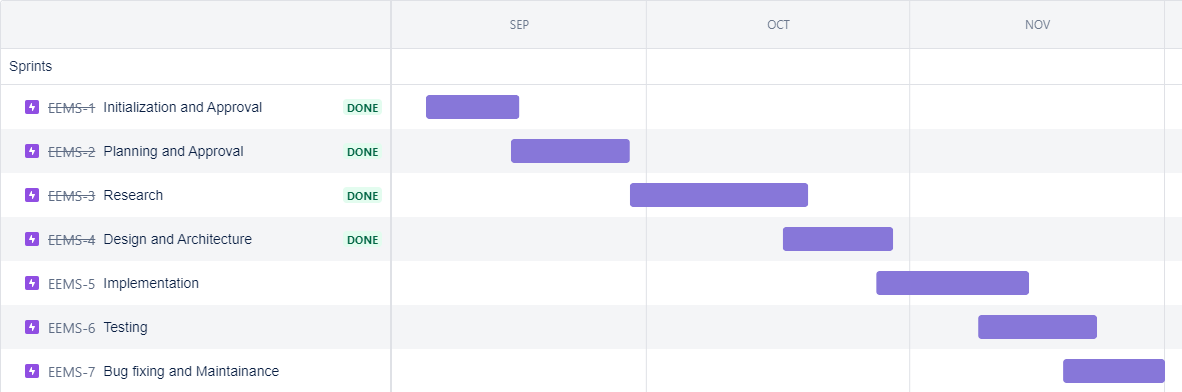 SEP OCT NOV
Sprints
EEMS-1 Initialization and Approval DONE
EEMS-2 Planning and Approval DONE
EEMS-3 Research DONE
EEMS-4 Design and Architecture DONE
EEMS-5 Implementation
EEMS-6 Testing
EEMS-7 Bug fixing and Maintainance